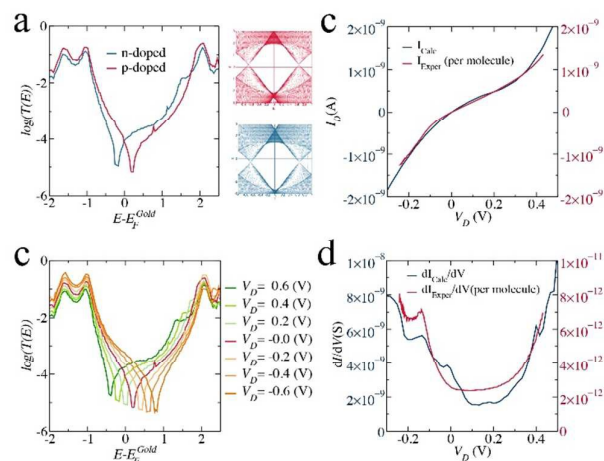 a
log(T(E))
0
-2
-4
-6
n-doped
p-doped
-2 -1 0 1 2
E-E_F^Gold
c
I_D(A)
2×10^-9
1×10^-9
0
-1×10^-9
-2×10^-9
I_Calc
I_Exper (per molecule)
2×10^-9
1×10^-9
0
-1×10^-9
-2×10^-9
-0.2 0 0.2 0.4
V_D (V)
c
log(T(E))
0
-2
-4
-6
-2 -1 0 1 2
E-E_F^Gold
V_D= 0.6 (V)
V_D= 0.4 (V)
V_D= 0.2 (V)
V_D= -0.0 (V)
V_D= -0.2 (V)
V_D= -0.4 (V)
V_D= -0.6 (V)
d
dI/dV(S)
1×10^-8
8×10^-9
6×10^-9
4×10^-9
2×10^-9
0
dI_Calc/dV
dI_Exper/dV(per molecule)
1×10^-11
8×10^-12
6×10^-12
4×10^-12
2×10^-12
0
-0.2 0 0.2 0.4
V_D (V)